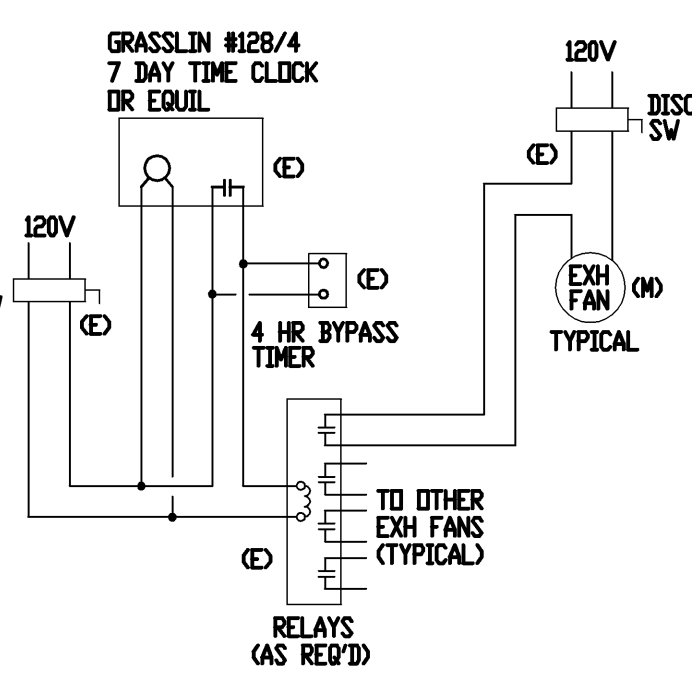 GRASSLIN #128/4
7 DAY TIME CLOCK
OR EQUIL
(E)
120V
(E)
(E)
4 HR BYPASS
TIMER
120V
SW
(E)
EXH
FAN
(M)
TYPICAL
TO OTHER
EXH FANS
(TYPICAL)
(E)
RELAYS
(AS REQ'D)